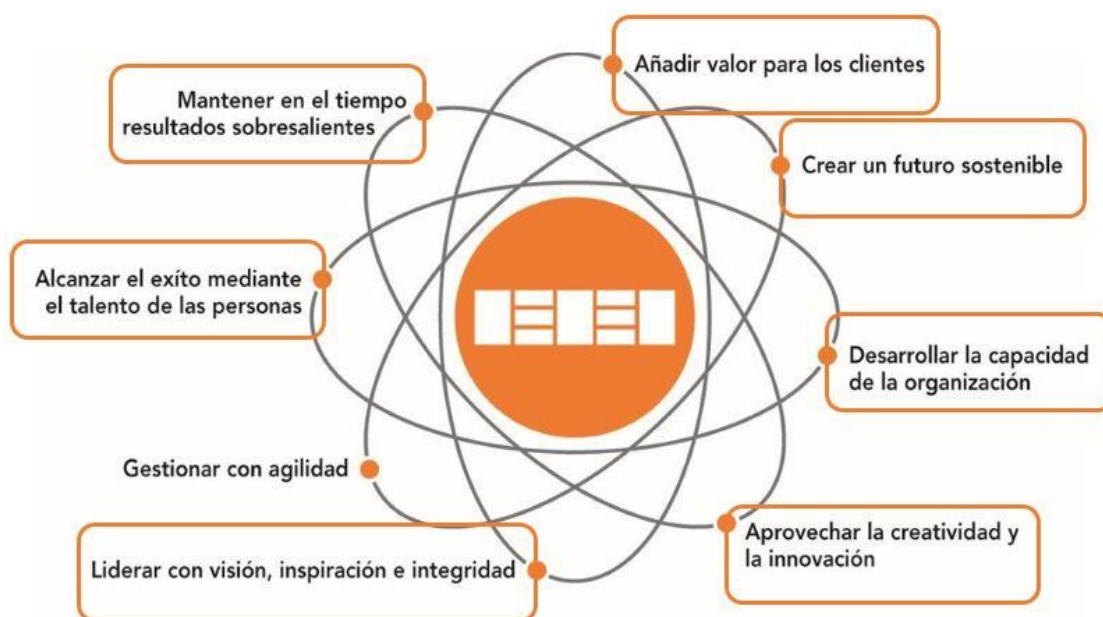 Añadir valor para los clientes
Mantener en el tiempo
resultados sobresalientes
Crear un futuro sostenible
Alcanzar el exíto mediante
el talento de las personas
Desarrollar la capacidad
de la organización
Gestionar con agilidad
Aprovechar la creatividad y
la innovación
Liderar con visión, inspiración e integridad